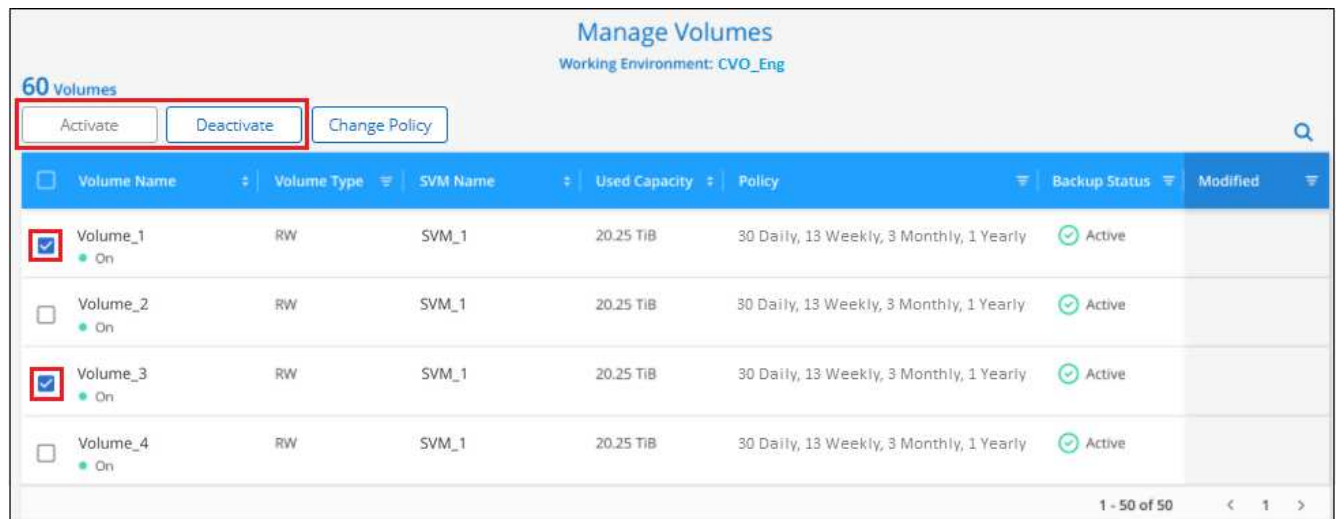 Manage Volumes
Working Environment: CVO_Eng
60 Volumes
Activate Deactivate Change Policy
Volume Name Volume Type SVM Name Used Capacity Policy Backup Status Modified
Volume_1 RW SVM_1 20.25 TiB 30 Daily, 13 Weekly, 3 Monthly, 1 Yearly Active
On
Volume_2 RW SVM_1 20.25 TiB 30 Daily, 13 Weekly, 3 Monthly, 1 Yearly Active
On
Volume_3 RW SVM_1 20.25 TiB 30 Daily, 13 Weekly, 3 Monthly, 1 Yearly Active
On
Volume_4 RW SVM_1 20.25 TiB 30 Daily, 13 Weekly, 3 Monthly, 1 Yearly Active
On
1 - 50 of 50 < 1 >